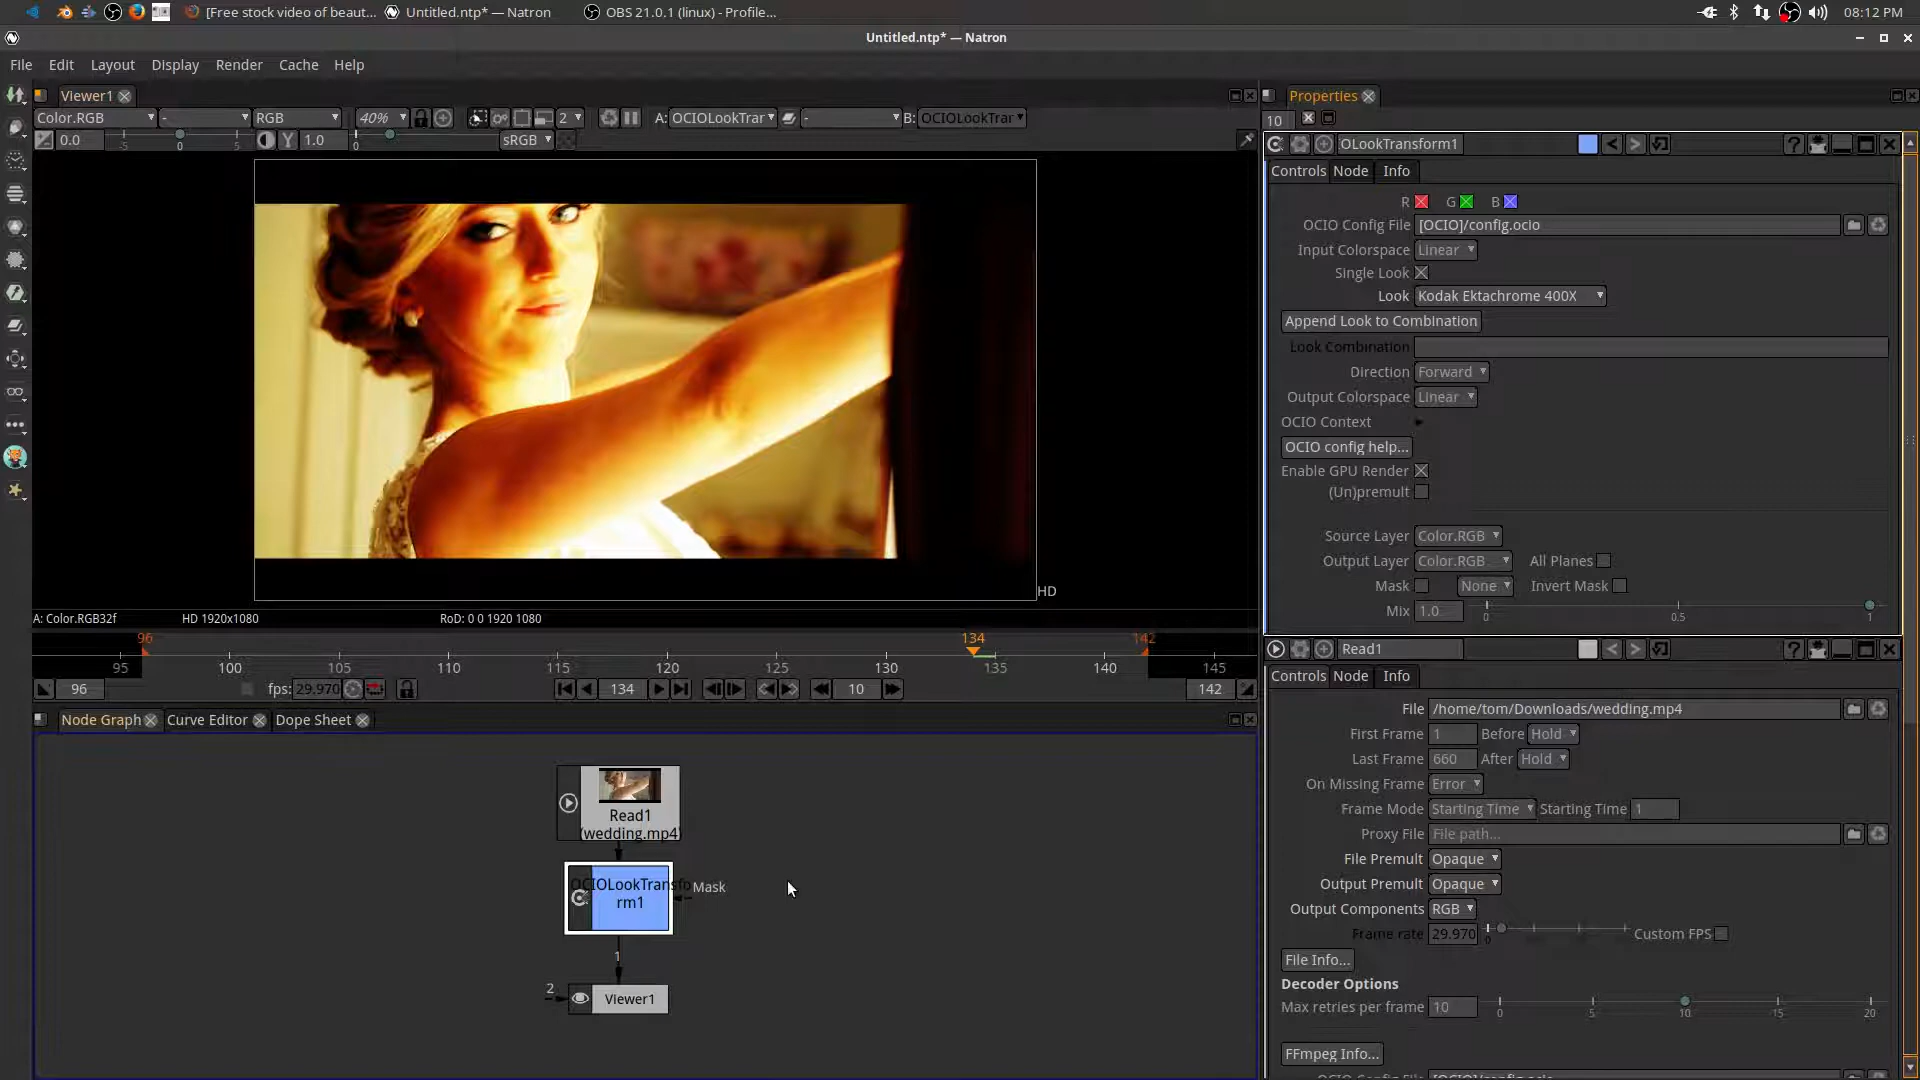 [Free stock video of beaut... Untitled.ntp* — Natron OBS 21.0.1 (linux) - Profile... 08:12 PM
Untitled.ntp* — Natron
File Edit Layout Display Render Cache Help
Viewer1
Color.RGB - RGB 40% 2 A: OCIOLookTrar - B: OCIOLookTrar
0.0 -5 0 5 1.0 0 sRGB
HD
A: Color.RGB32f HD 1920x1080 RoD: 0 0 1920 1080
96 134 142
95 100 105 110 115 120 125 130 135 140 145
96 fps: 29.970 134 10 142
Node Graph Curve Editor Dope Sheet
Read1
(wedding.mp4)
OCIOLookTransfo
rm1
Mask
1
2
Viewer1
Properties
10
OLookTransform1
Controls Node Info
R G B
OCIO Config File [OCIO]/config.ocio
Input Colorspace Linear
Single Look
Look Kodak Ektachrome 400X
Append Look to Combination
Look Combination
Direction Forward
Output Colorspace Linear
OCIO Context
OCIO config help...
Enable GPU Render
(Un)premult
Source Layer Color.RGB
Output Layer Color.RGB All Planes
Mask None Invert Mask
Mix 1.0 0 0.5 1
Read1
Controls Node Info
File /home/tom/Downloads/wedding.mp4
First Frame 1 Before Hold
Last Frame 660 After Hold
On Missing Frame Error
Frame Mode Starting Time Starting Time 1
Proxy File File path...
File Premult Opaque
Output Premult Opaque
Output Components RGB
Frame rate 29.970 0 Custom FPS
File Info...
Decoder Options
Max retries per frame 10 0 5 10 15 20
FFmpeg Info...